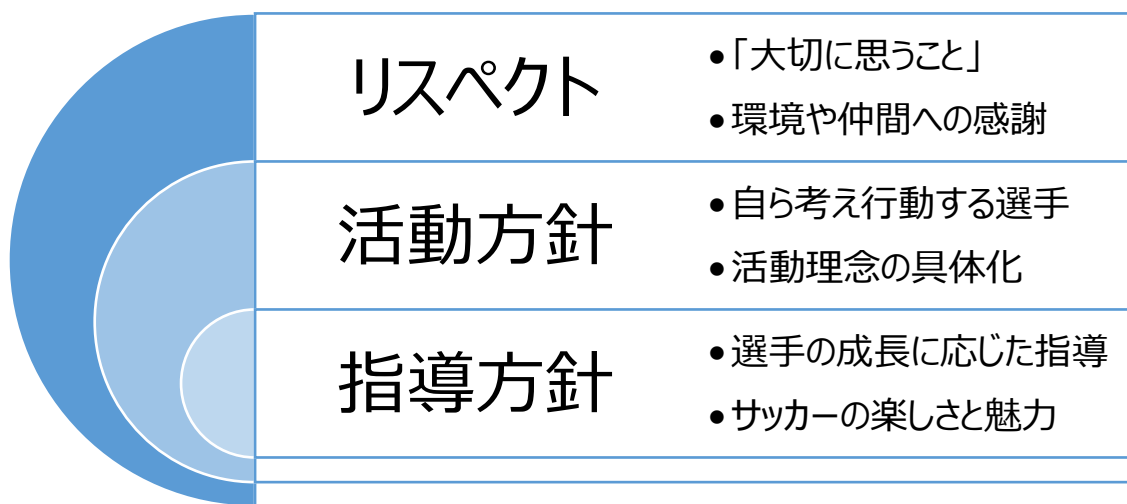 リスペクト
•「大切に思うこと」
•環境や仲間への感謝
活動方針
•自ら考え行動する選手
•活動理念の具体化
指導方針
•選手の成長に応じた指導
•サッカーの楽しさと魅力